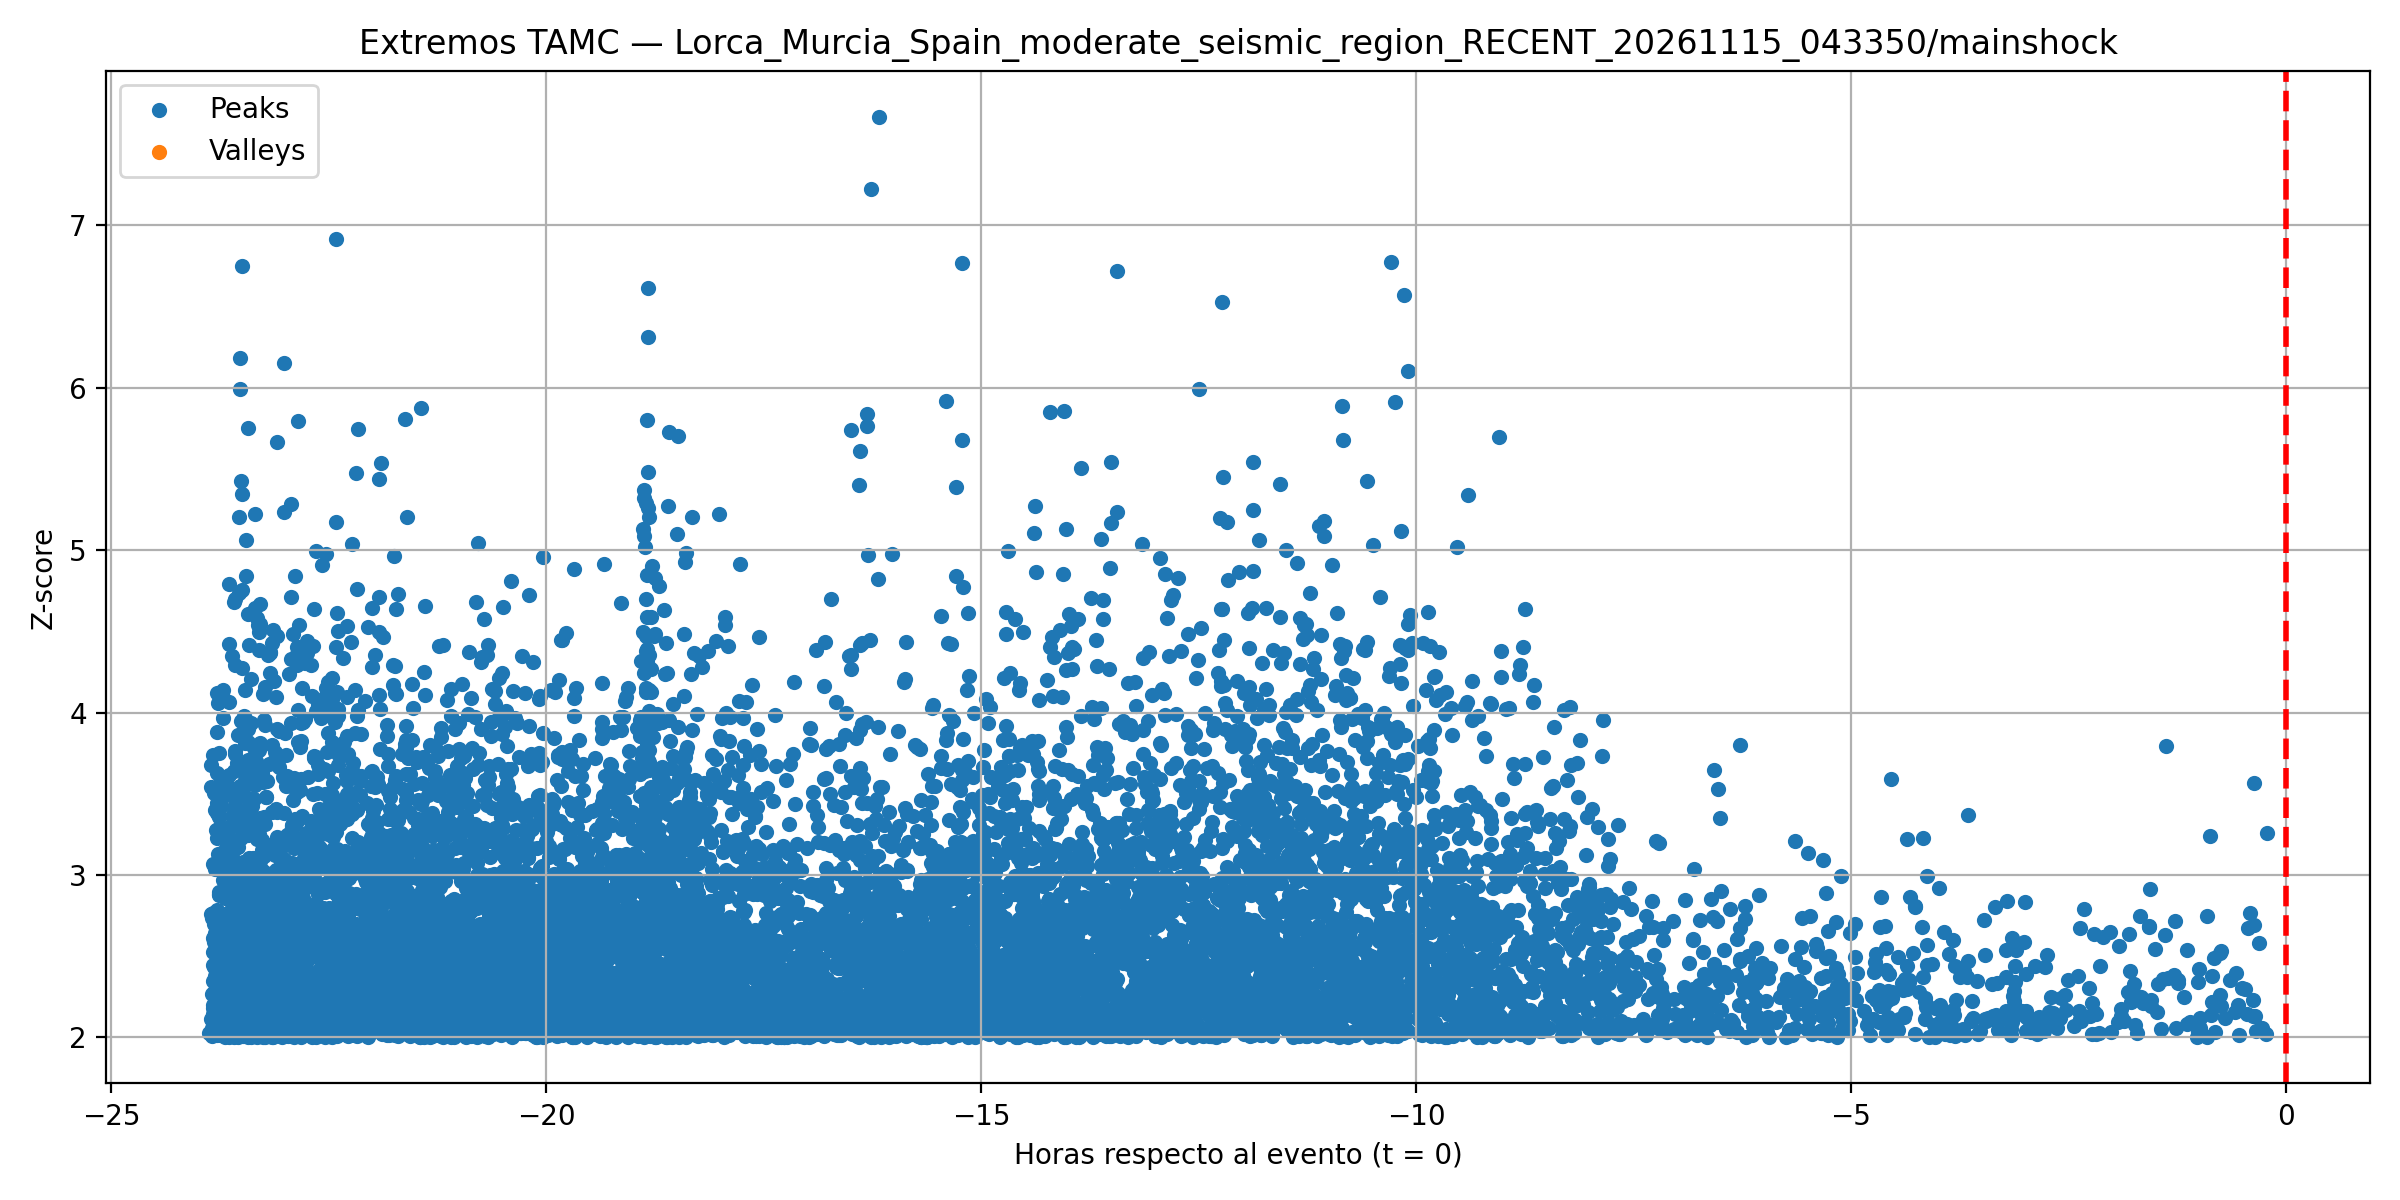 Extremos TAMC — Lorca_Murcia_Spain_moderate_seismic_region_RECENT_20261115_043350/mainshock
Peaks
Valleys
Z-score
7
6
5
4
3
2
−25
−20
−15
−10
−5
0
Horas respecto al evento (t = 0)